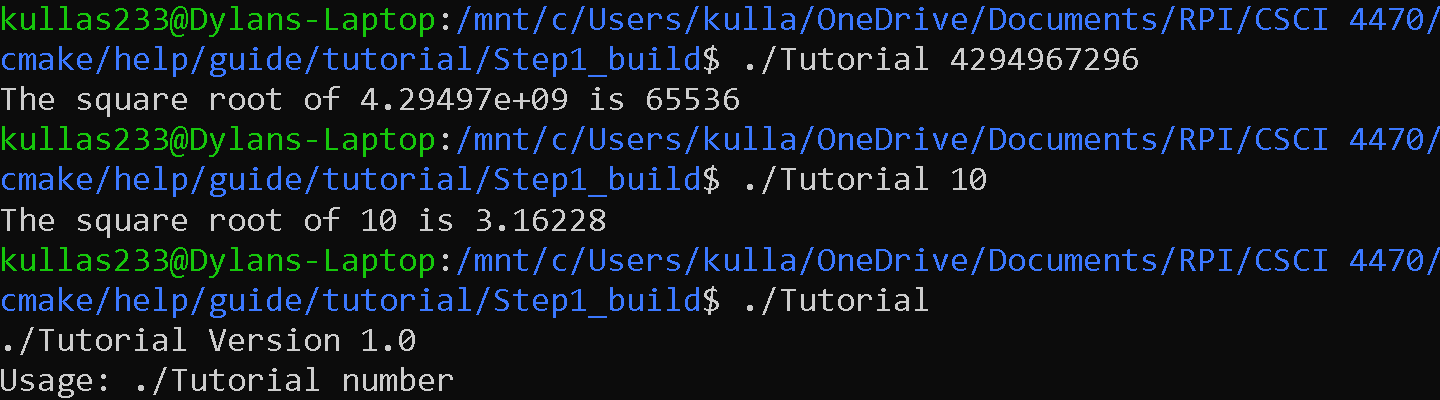 kullas233@Dylans-Laptop:/mnt/c/Users/kulla/OneDrive/Documents/RPI/CSCI 4470/
cmake/help/guide/tutorial/Step1_build$ ./Tutorial 4294967296
The square root of 4.29497e+09 is 65536
kullas233@Dylans-Laptop:/mnt/c/Users/kulla/OneDrive/Documents/RPI/CSCI 4470/
cmake/help/guide/tutorial/Step1_build$ ./Tutorial 10
The square root of 10 is 3.16228
kullas233@Dylans-Laptop:/mnt/c/Users/kulla/OneDrive/Documents/RPI/CSCI 4470/
cmake/help/guide/tutorial/Step1_build$ ./Tutorial
./Tutorial Version 1.0
Usage: ./Tutorial number